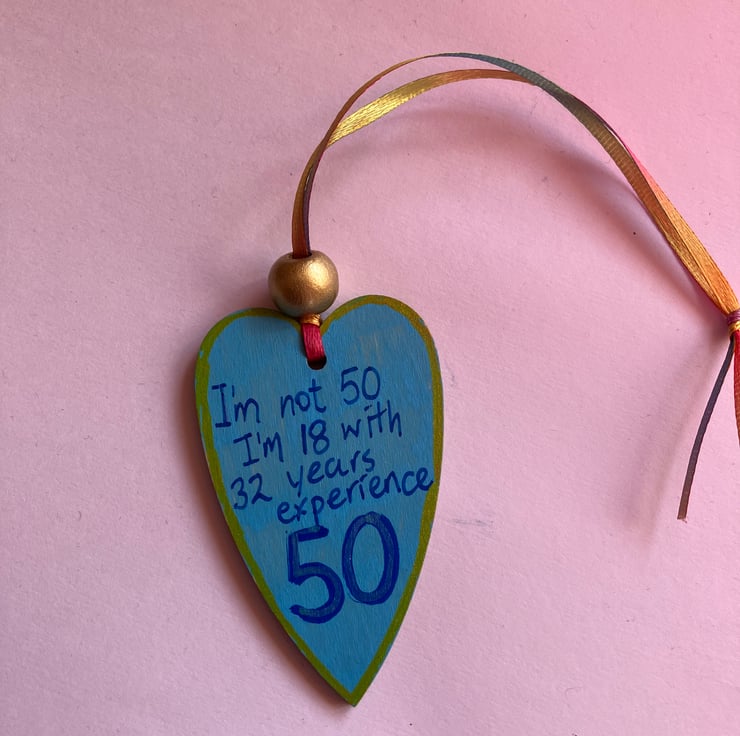 I'm not 50
I'm 18 with
32 years
experience
50